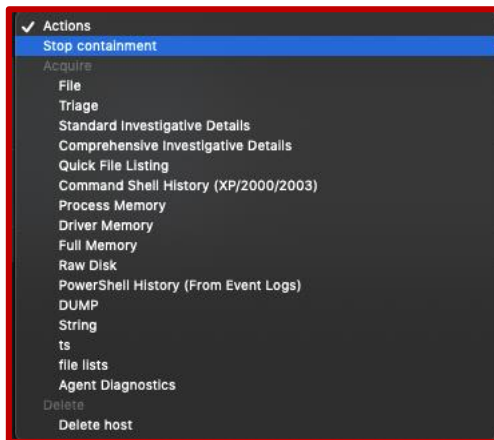 Actions
Stop containment
Acquire
File
Triage
Standard Investigative Details
Comprehensive Investigative Details
Quick File Listing
Command Shell History (XP/2000/2003)
Process Memory
Driver Memory
Full Memory
Raw Disk
PowerShell History (From Event Logs)
DUMP
String
ts
file lists
Agent Diagnostics
Delete
Delete host